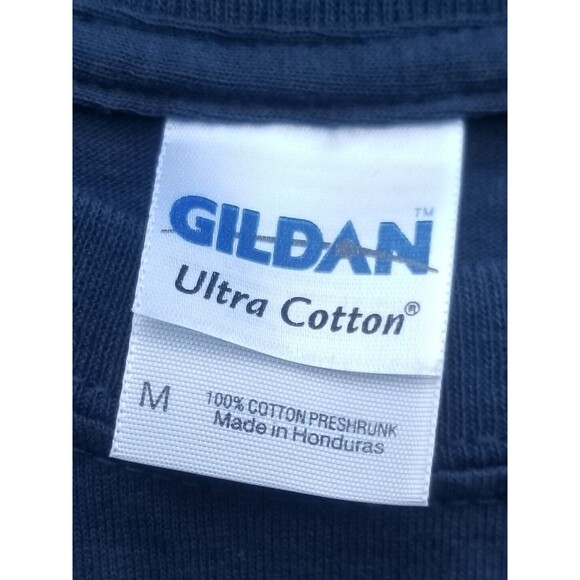 GILDAN™
Ultra Cotton®
M
100% COTTON PRESHRUNK
Made in Honduras